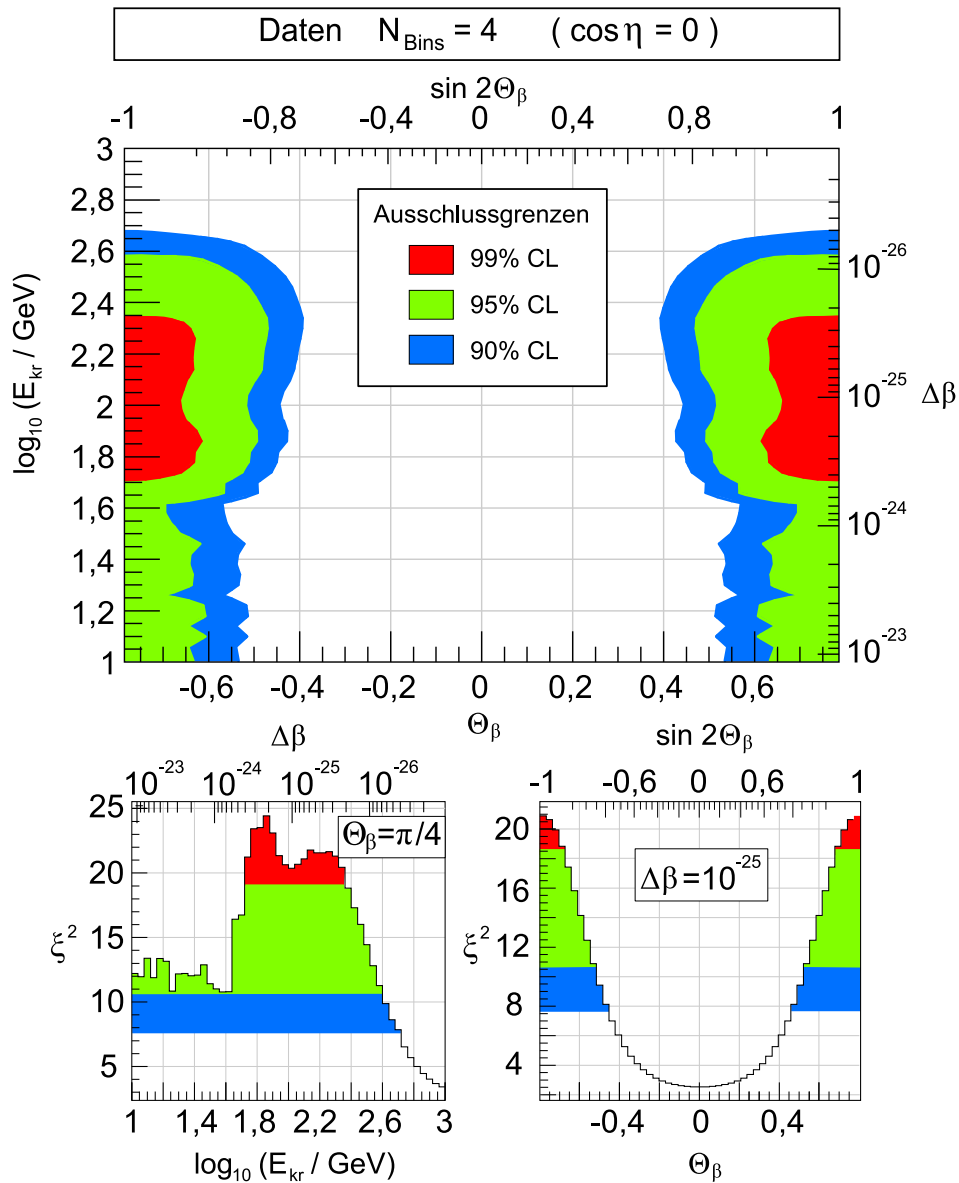 Daten N_Bins = 4 ( cos η = 0 )
sin 2Θ_β
-1 -0,8 -0,4 0 0,4 0,8 1
3
2,8
2,6
2,4
2,2
2
1,8
1,6
1,4
1,2
1
log₁₀ (E_kr / GeV)
Ausschlussgrenzen
99% CL
95% CL
90% CL
10⁻²⁶
10⁻²⁵
10⁻²⁴
10⁻²³
Δβ
-0,6 -0,4 -0,2 0 0,2 0,4 0,6
Θ_β
Δβ
10⁻²³ 10⁻²⁴ 10⁻²⁵ 10⁻²⁶
25
20
15
10
5
ξ²
Θ_β=π/4
1 1,4 1,8 2,2 2,6 3
log₁₀ (E_kr / GeV)
sin 2Θ_β
-1 -0,6 0 0,6 1
20
16
12
8
4
ξ²
Δβ=10⁻²⁵
-0,4 0 0,4
Θ_β